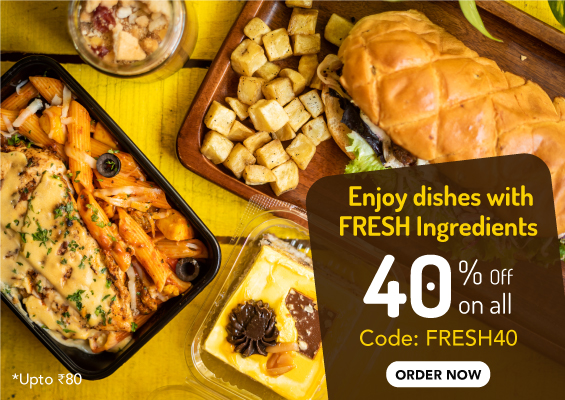 Enjoy dishes with
FRESH Ingredients
40% Off
on all
Code: FRESH40
ORDER NOW
*Upto ₹80